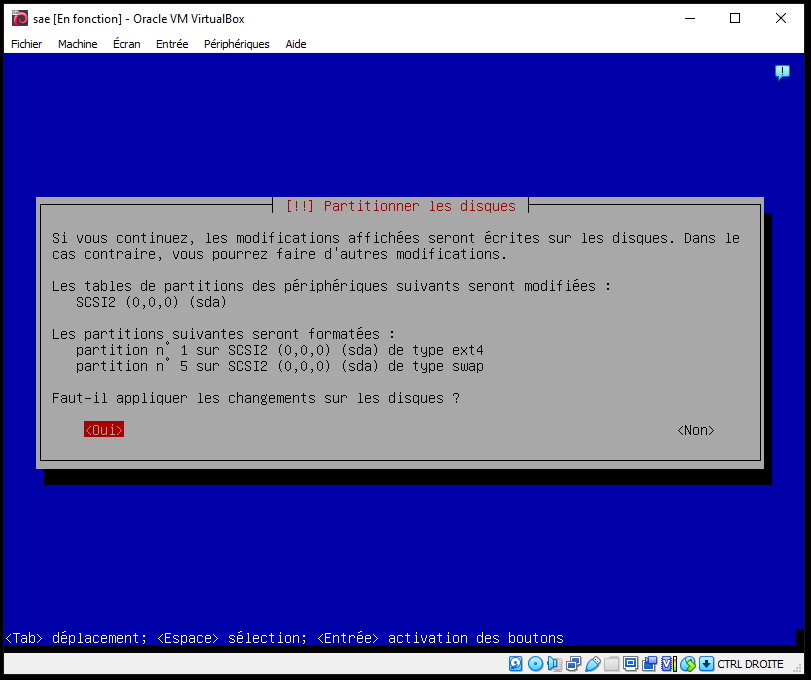 sae [En fonction] - Oracle VM VirtualBox
Fichier Machine Écran Entrée Périphériques Aide
[!!] Partitionner les disques
Si vous continuez, les modifications affichées seront écrites sur les disques. Dans le
cas contraire, vous pourrez faire d'autres modifications.
Les tables de partitions des périphériques suivants seront modifiées :
SCSI2 (0,0,0) (sda)
Les partitions suivantes seront formatées :
partition n° 1 sur SCSI2 (0,0,0) (sda) de type ext4
partition n° 5 sur SCSI2 (0,0,0) (sda) de type swap
Faut-il appliquer les changements sur les disques ?
<Oui> <Non>
<Tab> déplacement; <Espace> sélection; <Entrée> activation des boutons
CTRL DROITE